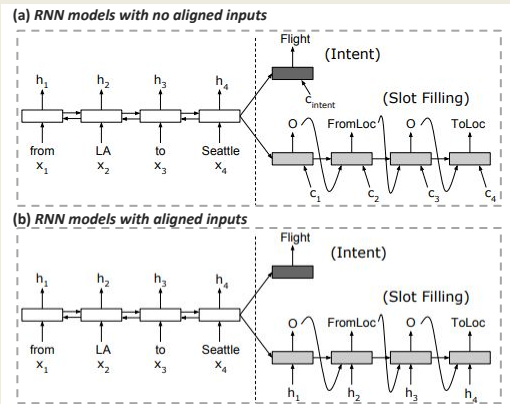 (a) RNN models with no aligned inputs
Flight
(Intent)
h1 h2 h3 h4
cintent
(Slot Filling)
O FromLoc O ToLoc
from LA to Seattle
x1 x2 x3 x4
c1 c2 c3 c4
(b) RNN models with aligned inputs
Flight
(Intent)
h1 h2 h3 h4
(Slot Filling)
O FromLoc O ToLoc
from LA to Seattle
x1 x2 x3 x4
h1 h2 h3 h4